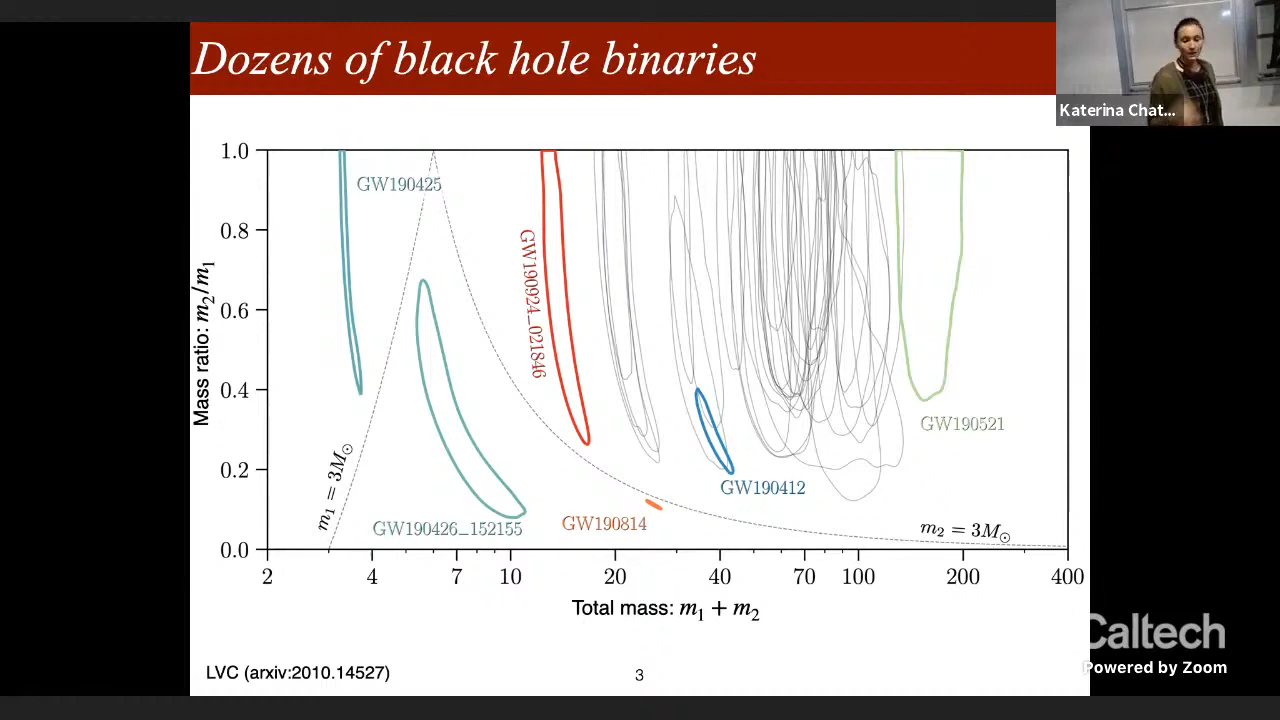 Dozens of black hole binaries
Katerina Chat...
1.0
0.8
0.6
0.4
0.2
0.0
Mass ratio: m₂/m₁
GW190425
GW190924_021846
GW190521
GW190412
GW190814
GW190426_152155
m₁ = 3M⊙
m₂ = 3M⊙
2 4 7 10 20 40 70 100 200 400
Total mass: m₁ + m₂
LVC (arxiv:2010.14527)
3
Caltech
Powered by Zoom